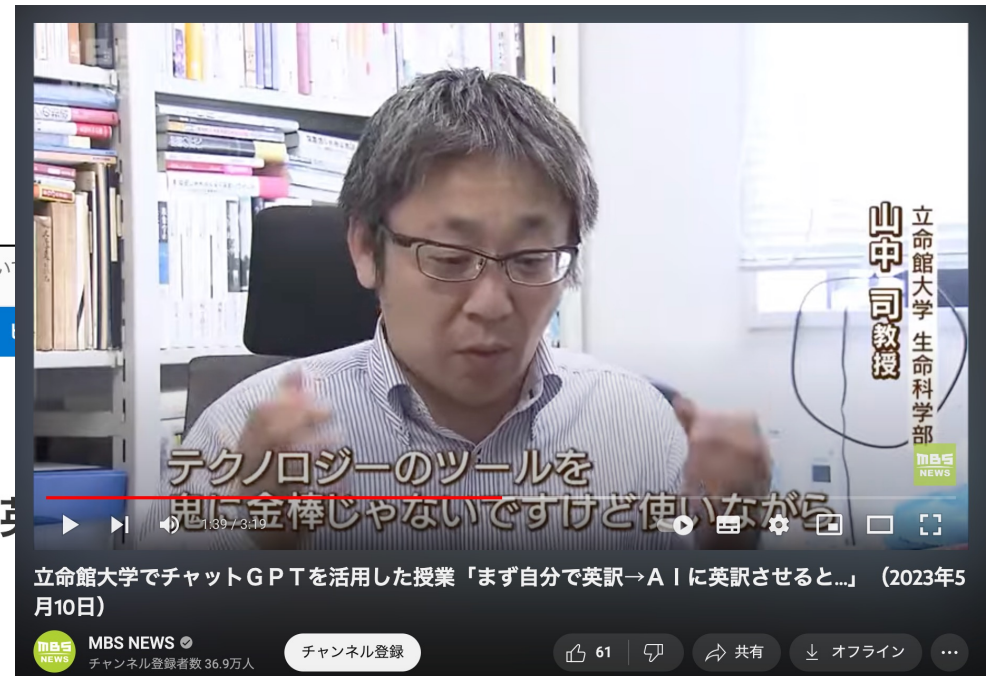 立命館大学 生命科学部
山中 司教授
MBS
NEWS
テクノロジーのツールを
鬼に金棒じゃないですけど使いながら
1:39 / 3:19
立命館大学でチャットＧＰＴを活用した授業「まず自分で英訳→ＡＩに英訳させると…」（2023年5
月10日）
MBS
NEWS
MBS NEWS
チャンネル登録者数 36.9万人
チャンネル登録
61
共有
オフライン